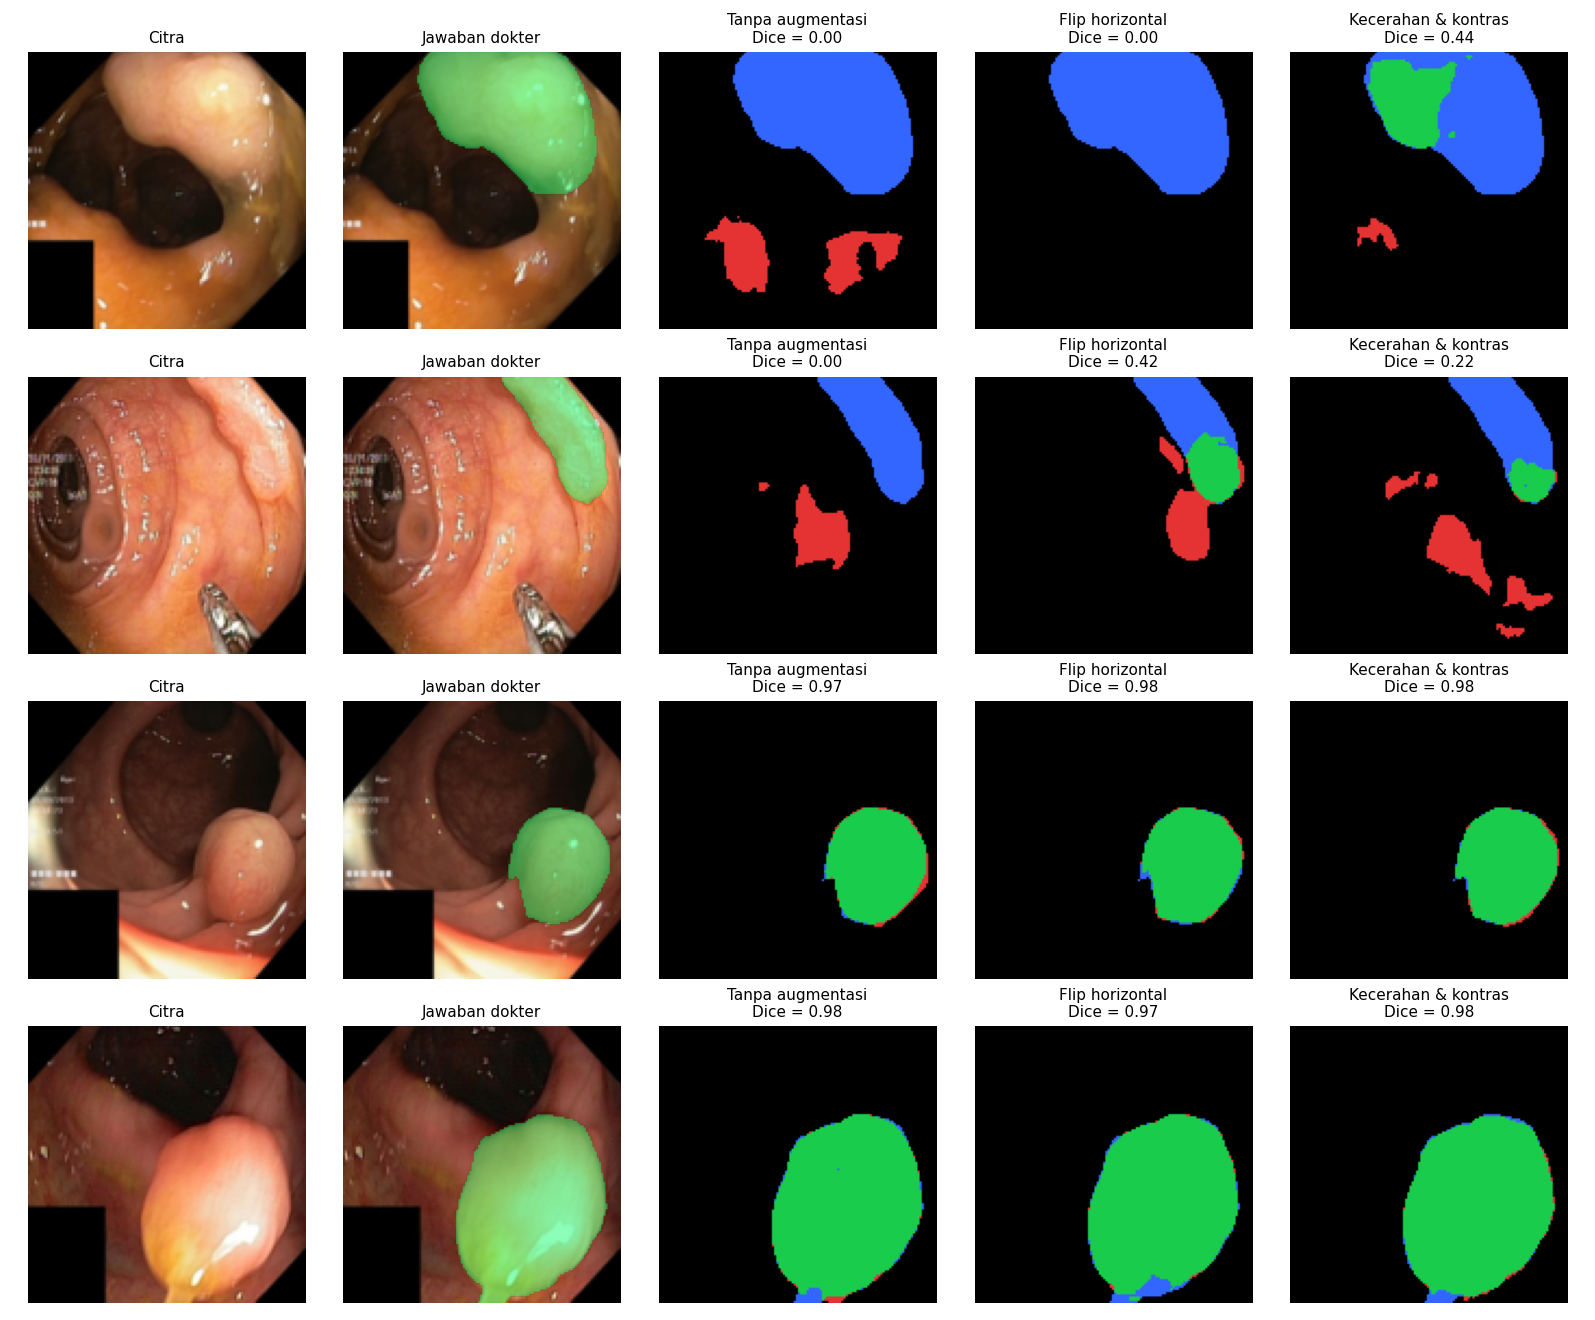 Citra
Jawaban dokter
Tanpa augmentasi
Dice = 0.00
Flip horizontal
Dice = 0.00
Kecerahan & kontras
Dice = 0.44
Citra
Jawaban dokter
Tanpa augmentasi
Dice = 0.00
Flip horizontal
Dice = 0.42
Kecerahan & kontras
Dice = 0.22
Citra
Jawaban dokter
Tanpa augmentasi
Dice = 0.97
Flip horizontal
Dice = 0.98
Kecerahan & kontras
Dice = 0.98
Citra
Jawaban dokter
Tanpa augmentasi
Dice = 0.98
Flip horizontal
Dice = 0.97
Kecerahan & kontras
Dice = 0.98